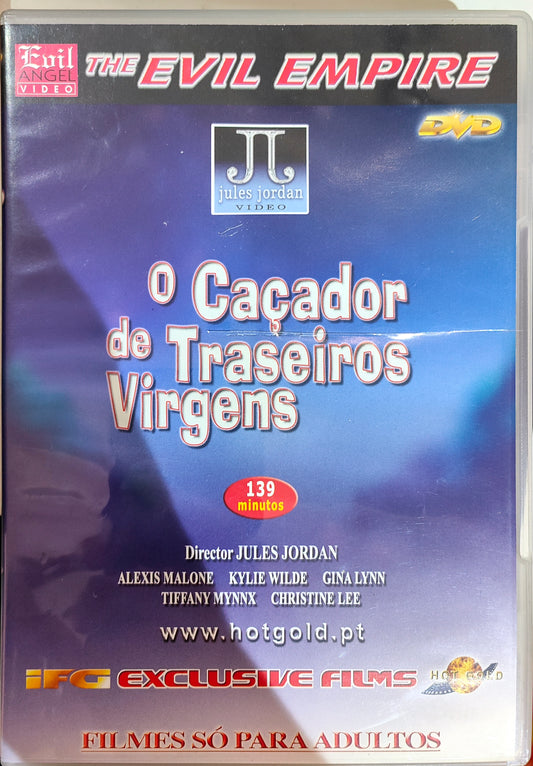 Evil
ANGEL
VIDEO
THE EVIL EMPIRE
DVD
JJ
jules jordan
VIDEO
O Caçador
de Traseiros
Virgens
139
minutos
Director JULES JORDAN
ALEXIS MALONE KYLIE WILDE GINA LYNN
TIFFANY MYNNX CHRISTINE LEE
www.hotgold.pt
IFG EXCLUSIVE FILMS HOT GOLD
FILMES SÓ PARA ADULTOS